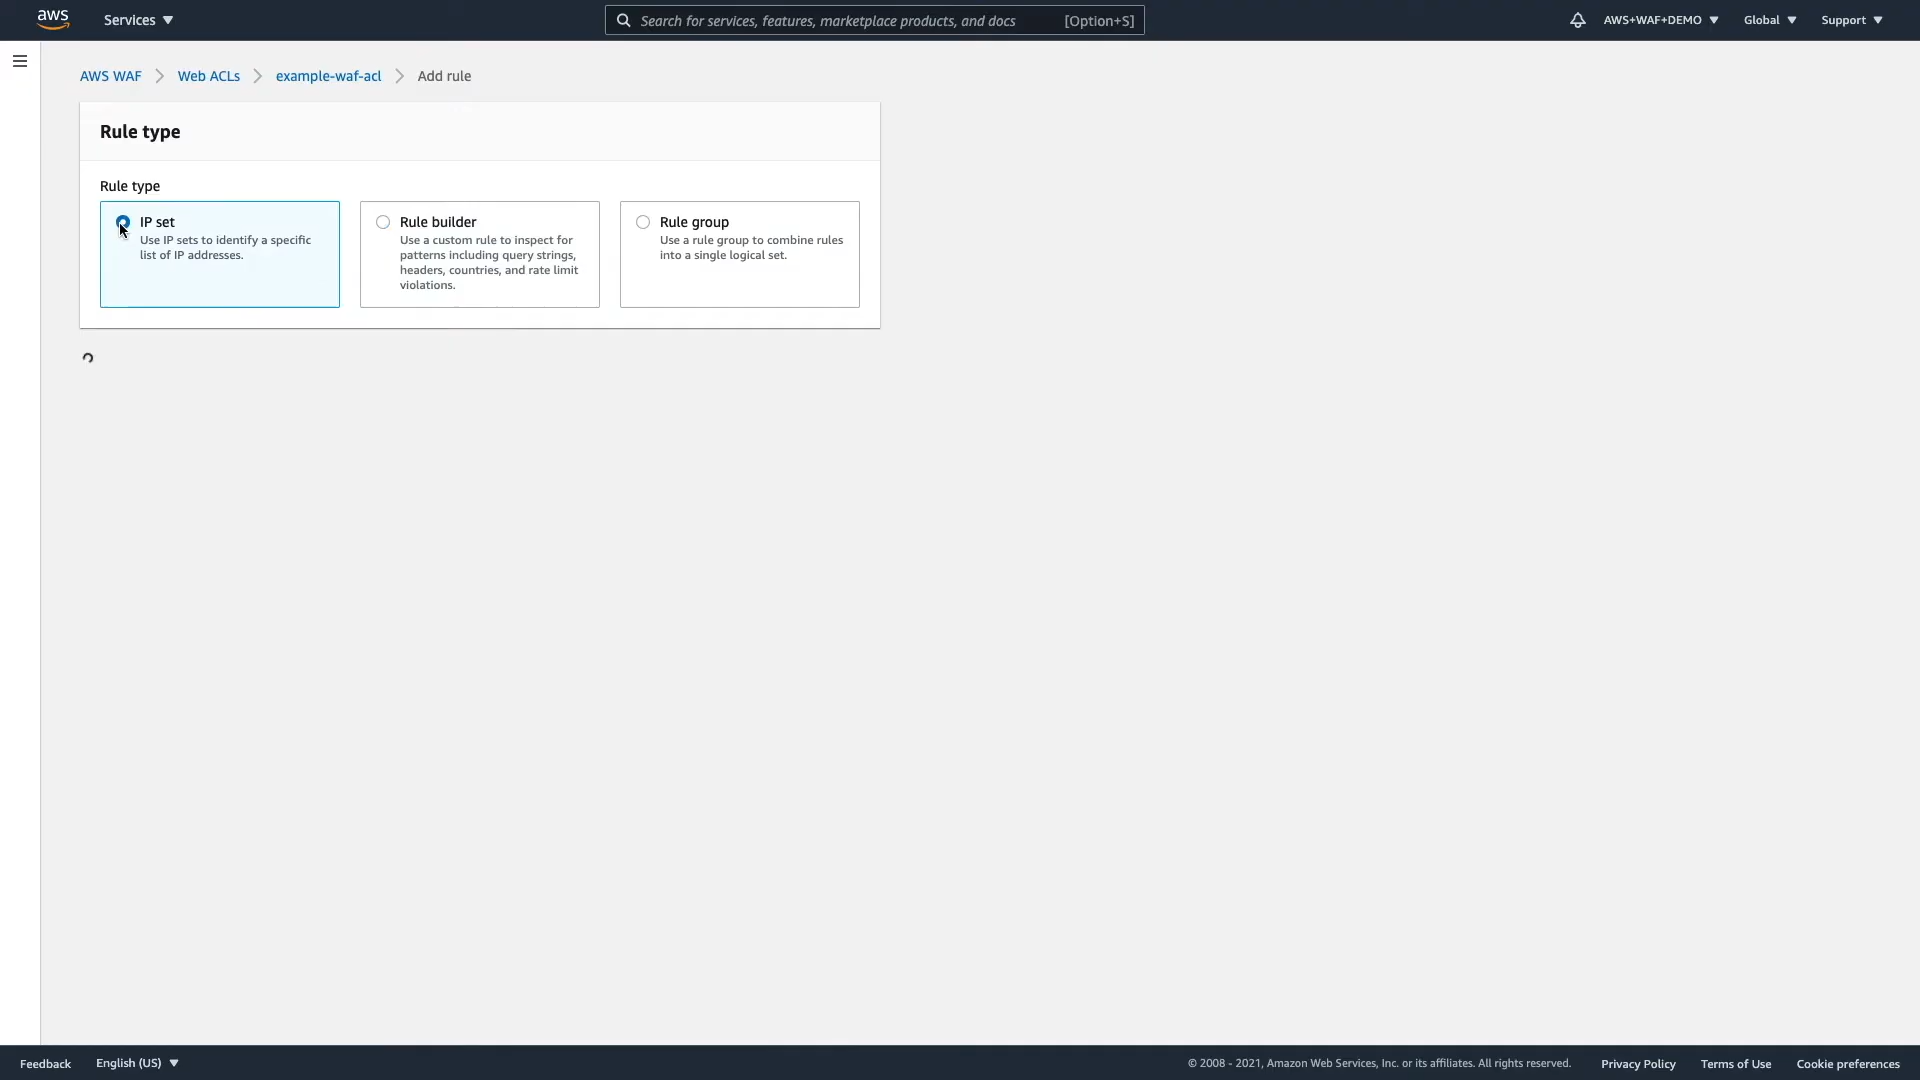 aws
Services
Search for services, features, marketplace products, and docs
[Option+S]
AWS+WAF+DEMO
Global
Support
AWS WAF
Web ACLs
example-waf-acl
Add rule
Rule type
Rule type
IP set
Use IP sets to identify a specific
list of IP addresses.
Rule builder
Use a custom rule to inspect for
patterns including query strings,
headers, countries, and rate limit
violations.
Rule group
Use a rule group to combine rules
into a single logical set.
Feedback
English (US)
© 2008 - 2021, Amazon Web Services, Inc. or its affiliates. All rights reserved.
Privacy Policy
Terms of Use
Cookie preferences